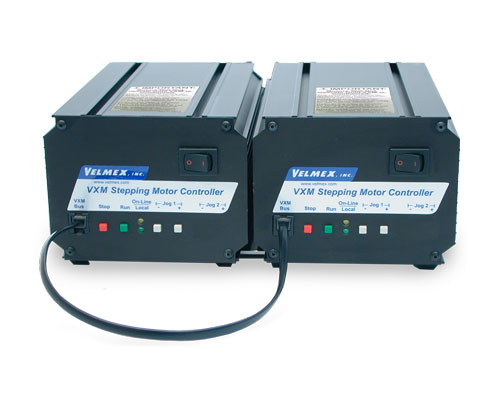 IMPORTANT
IMPORTANT
VELMEX, INC.
www.velmex.com
VXM Stepping Motor Controller
VXM Bus Stop Run On-Line Local Jog 1 - + Jog 2 - +
VELMEX, INC.
www.velmex.com
VXM Stepping Motor Controller
VXM Bus Stop Run On-Line Local Jog 1 - + Jog 2 - +